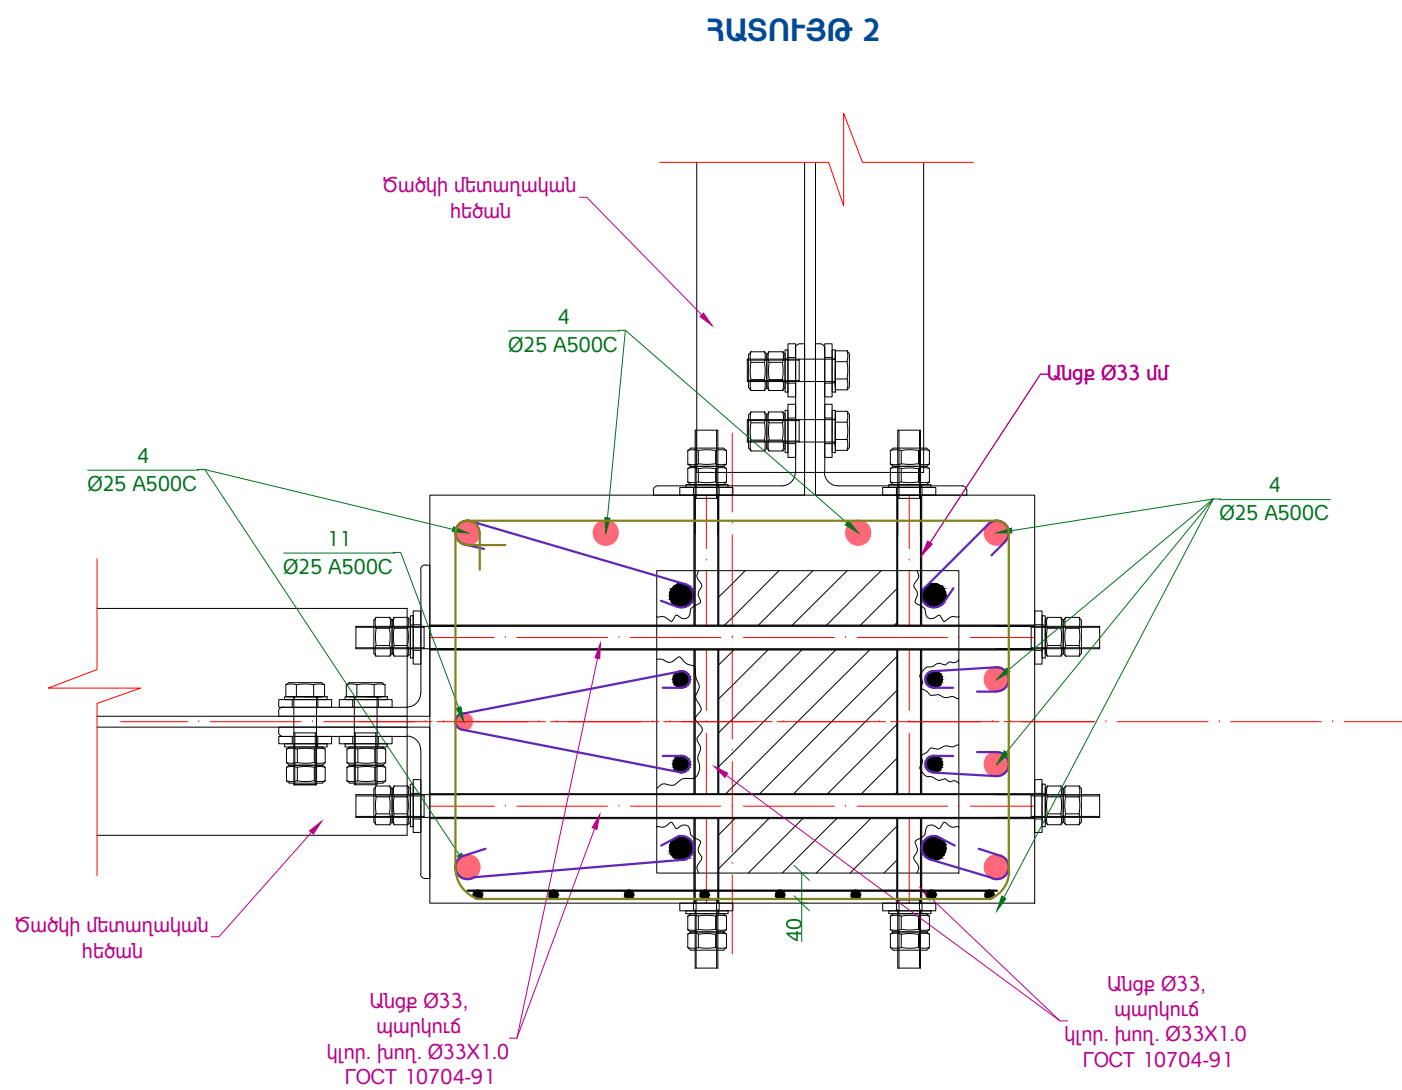 ՀԱՏՈՒՅԹ 2
Ծածկի մետաղական
հեծան
4
Ø25 A500C
Անցք Ø33 մմ
4
Ø25 A500C
4
Ø25 A500C
11
Ø25 A500C
40
Ծածկի մետաղական
հեծան
Անցք Ø33,
պարկուճ
կլոր. խող. Ø33X1.0
ГОСТ 10704-91
Անցք Ø33,
պարկուճ
կլոր. խող. Ø33X1.0
ГОСТ 10704-91